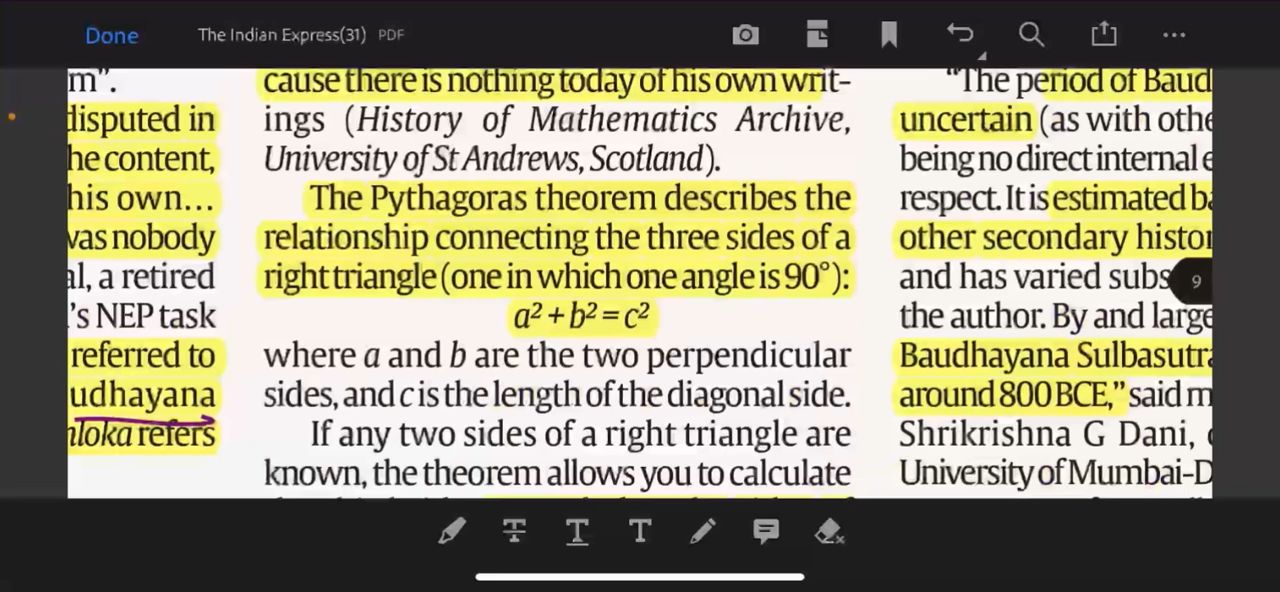 Done
The Indian Express(31) PDF
m”.
disputed in
he content,
his own...
was nobody
al, a retired
’s NEP task
referred to
udhayana
hloka refers
cause there is nothing today of his own writ-
ings (History of Mathematics Archive,
University of St Andrews, Scotland).
The Pythagoras theorem describes the
relationship connecting the three sides of a
right triangle (one in which one angle is 90°):
a² + b² = c²
where a and b are the two perpendicular
sides, and c is the length of the diagonal side.
If any two sides of a right triangle are
known, the theorem allows you to calculate
“The period of Baud
uncertain (as with othe
being no direct internal e
respect. It is estimated ba
other secondary histor
and has varied subs
the author. By and large
Baudhayana Sulbasutra
around 800 BCE,” said m
Shrikrishna G Dani,
University of Mumbai-D
9